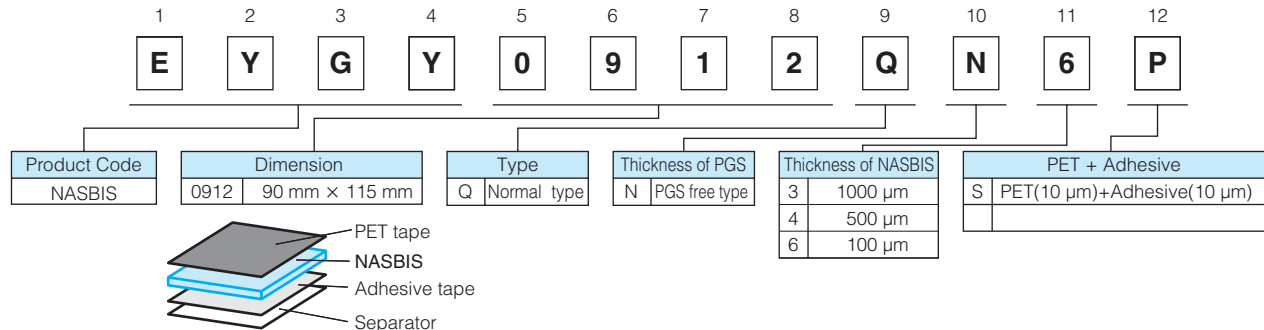 1 2 3 4 5 6 7 8 9 10 11 12
E Y G Y 0 9 1 2 Q N 6 P
Product Code
NASBIS
Dimension
0912 90 mm × 115 mm
Type
Q Normal type
Thickness of PGS
N PGS free type
Thickness of NASBIS
3 1000 μm
4 500 μm
6 100 μm
PET + Adhesive
S PET(10 μm)+Adhesive(10 μm)
PET tape
NASBIS
Adhesive tape
Separator